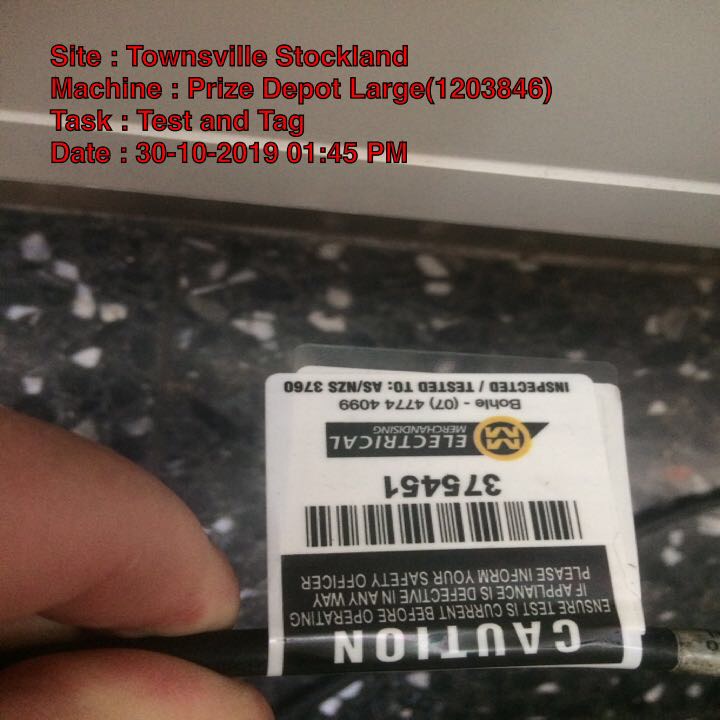 Site : Townsville Stockland
Machine : Prize Depot Large(1203846)
Task : Test and Tag
Date : 30-10-2019 01:45 PM
CAUTION
ENSURE TEST IS CURRENT BEFORE OPERATING
IF APPLIANCE IS DEFECTIVE IN ANY WAY
PLEASE INFORM YOUR SAFETY OFFICER
375451
MM ELECTRICAL
MERCHANDISING
Bohle - (07) 4774 4099
INSPECTED / TESTED TO: AS/NZS 3760